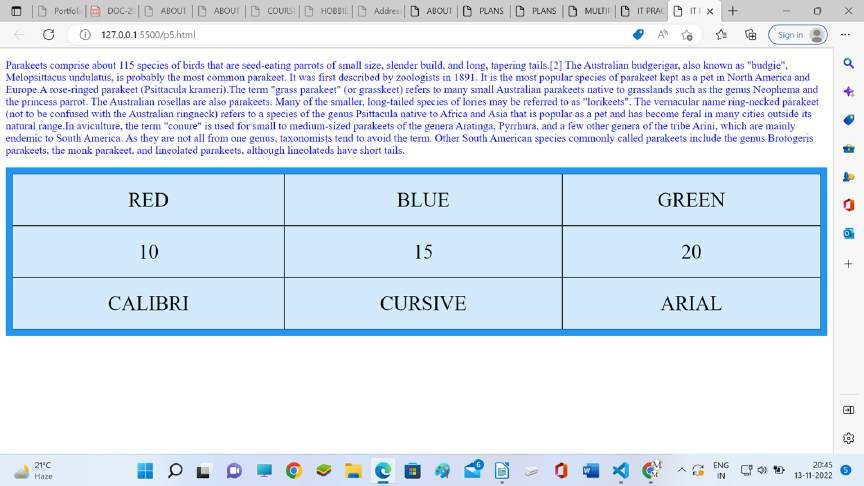 Portfoli
DOC-2
ABOUT
ABOUT
COURS
HOBBI
Addre
ABOUT
PLANS
PLANS
MULTI
IT PRA
IT
127.0.0.1:5500/p5.html
Sign in
Parakeets comprise about 115 species of birds that are seed-eating parrots of small size, slender build, and long, tapering tails.[2] The Australian budgerigar, also known as "budgie",
Melopsittacus undulatus, is probably the most common parakeet. It was first described by zoologists in 1891. It is the most popular species of parakeet kept as a pet in North America and
Europe.A rose-ringed parakeet (Psittacula krameri).The term "grass parakeet" (or grasskeet) refers to many small Australian parakeets native to grasslands such as the genus Neophema and
the princess parrot. The Australian rosellas are also parakeets. Many of the smaller, long-tailed species of lories may be referred to as "lorikeets". The vernacular name ring-necked parakeet
(not to be confused with the Australian ringneck) refers to a species of the genus Psittacula native to Africa and Asia that is popular as a pet and has become feral in many cities outside its
natural range.In aviculture, the term "conure" is used for small to medium-sized parakeets of the genera Aratinga, Pyrrhura, and a few other genera of the tribe Arini, which are mainly
endemic to South America. As they are not all from one genus, taxonomists tend to avoid the term. Other South American species commonly called parakeets include the genus Brotogeris
parakeets, the monk parakeet, and lineolated parakeets, although lineolateds have short tails.
RED BLUE GREEN
10 15 20
CALIBRI CURSIVE ARIAL
21°C
Haze
ENG
IN
20:45
13-11-2022